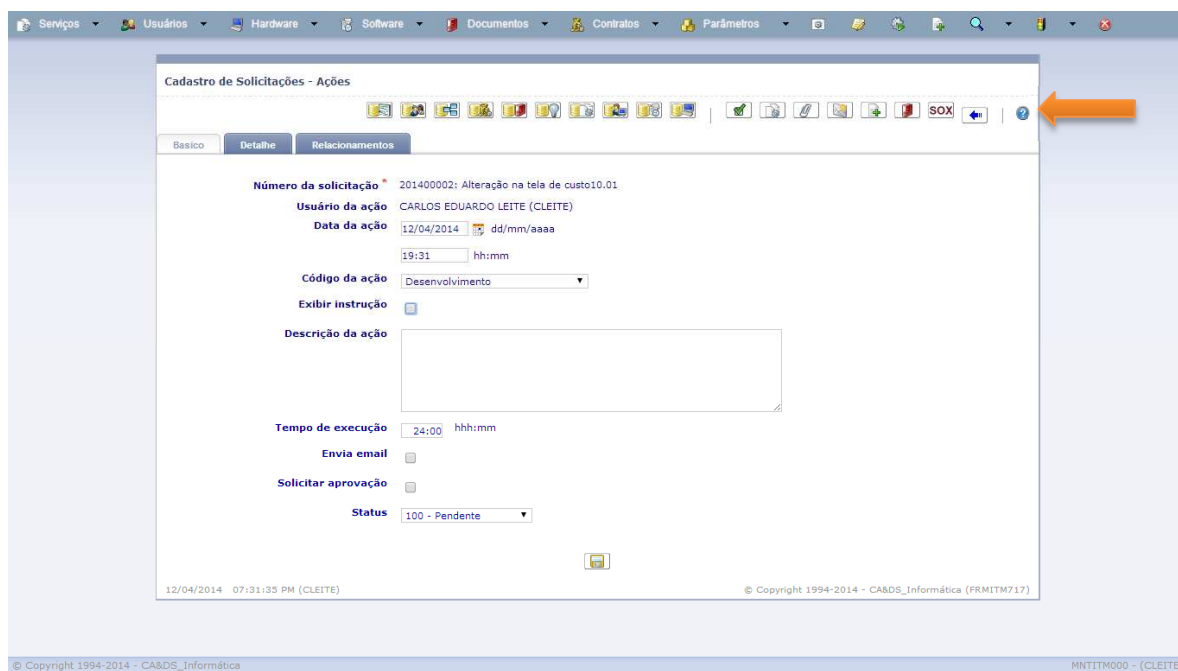 Serviços Usuários Hardware Software Documentos Contratos Parâmetros
Cadastro de Solicitações - Ações
SOX
Basico Detalhe Relacionamentos
Número da solicitação * 201400002: Alteração na tela de custo10.01
Usuário da ação CARLOS EDUARDO LEITE (CLEITE)
Data da ação 12/04/2014 dd/mm/aaaa
19:31 hh:mm
Código da ação Desenvolvimento
Exibir instrução
Descrição da ação
Tempo de execução 24:00 hhh:mm
Envia email
Solicitar aprovação
Status 100 - Pendente
12/04/2014 07:31:35 PM (CLEITE) © Copyright 1994-2014 - CA&DS_Informática (FRMITM717)
© Copyright 1994-2014 - CA&DS_Informática MNTITM000 - (CLEITE